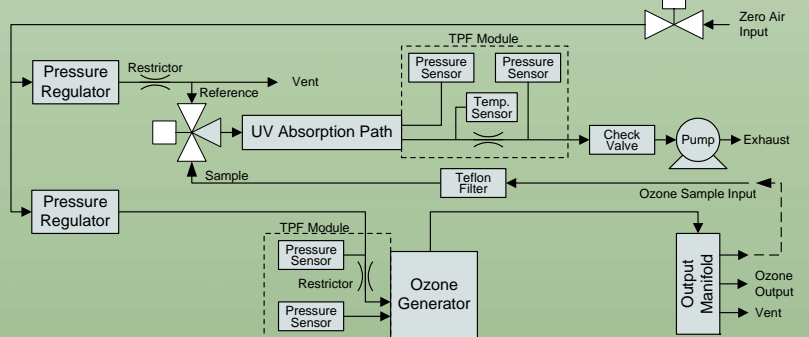 Zero Air
Input
TPF Module
Pressure
Regulator
Restrictor
Vent
Reference
Pressure
Sensor
Pressure
Sensor
Temp.
Sensor
UV Absorption Path
Check
Valve
Pump
Exhaust
Sample
Teflon
Filter
Ozone Sample Input
Pressure
Regulator
TPF Module
Pressure
Sensor
Restrictor
Pressure
Sensor
Ozone
Generator
Output
Manifold
Ozone
Output
Vent